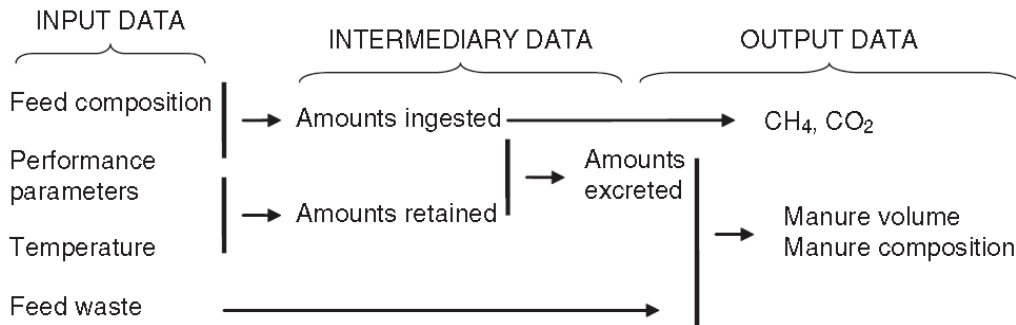 INPUT DATA
INTERMEDIARY DATA
OUTPUT DATA
Feed composition
Amounts ingested
CH4, CO2
Performance
parameters
Amounts
excreted
Amounts retained
Manure volume
Manure composition
Temperature
Feed waste